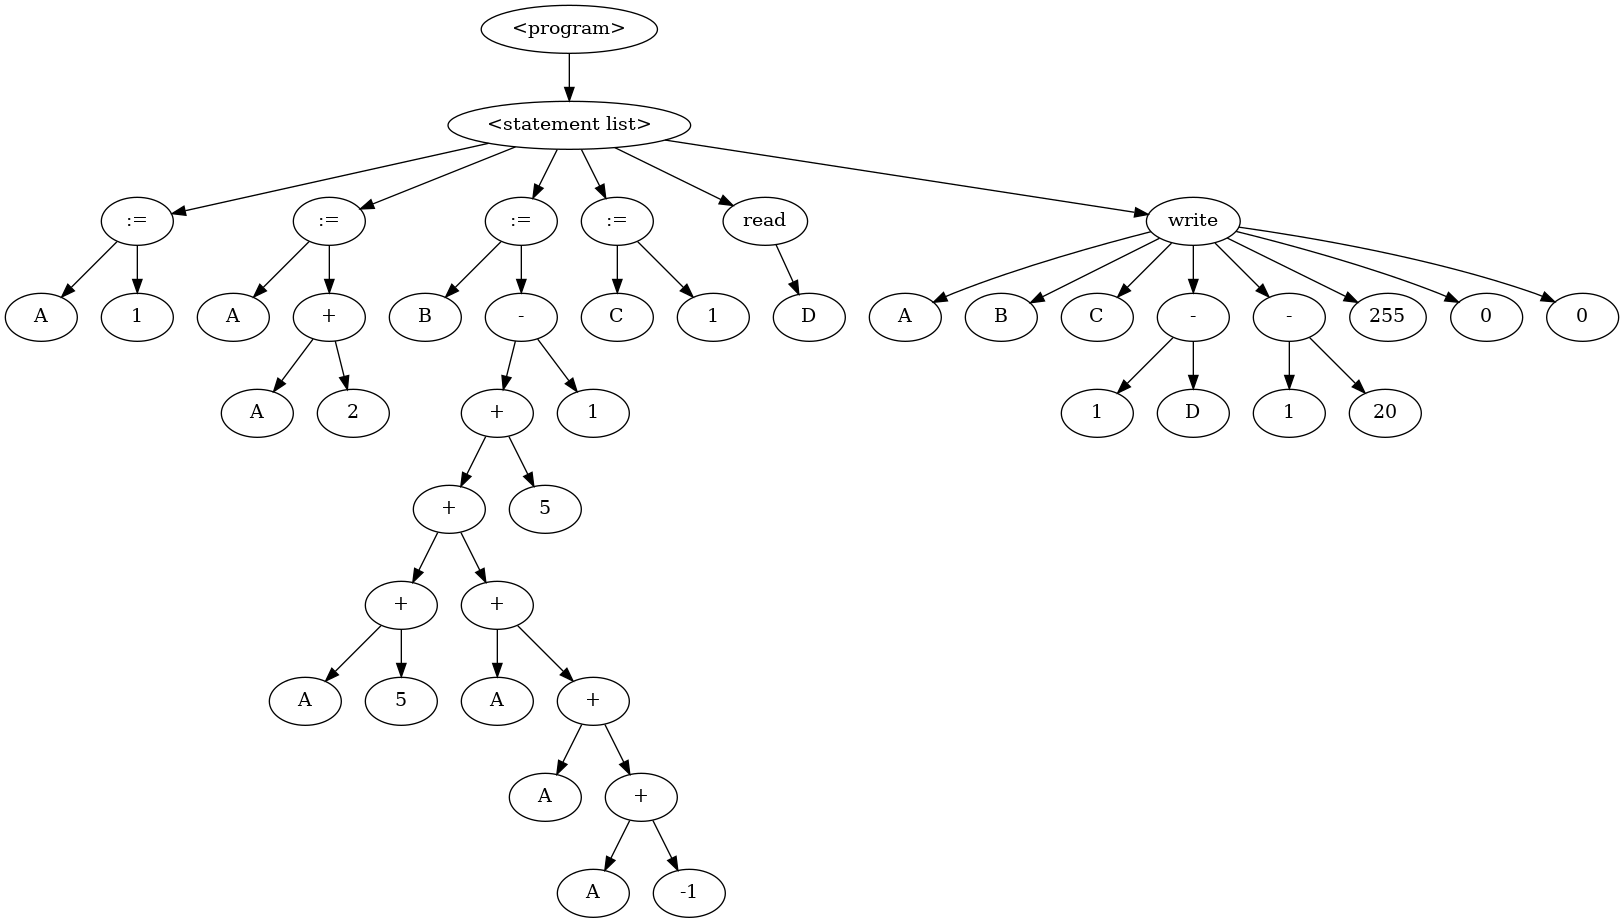 <program>
<statement list>
:= := := := read write
A 1 A + B - C 1 D A B C - - 255 0 0
A 2 + 1 1 D 1 20
+ 5
+ +
A 5 A +
A +
A -1